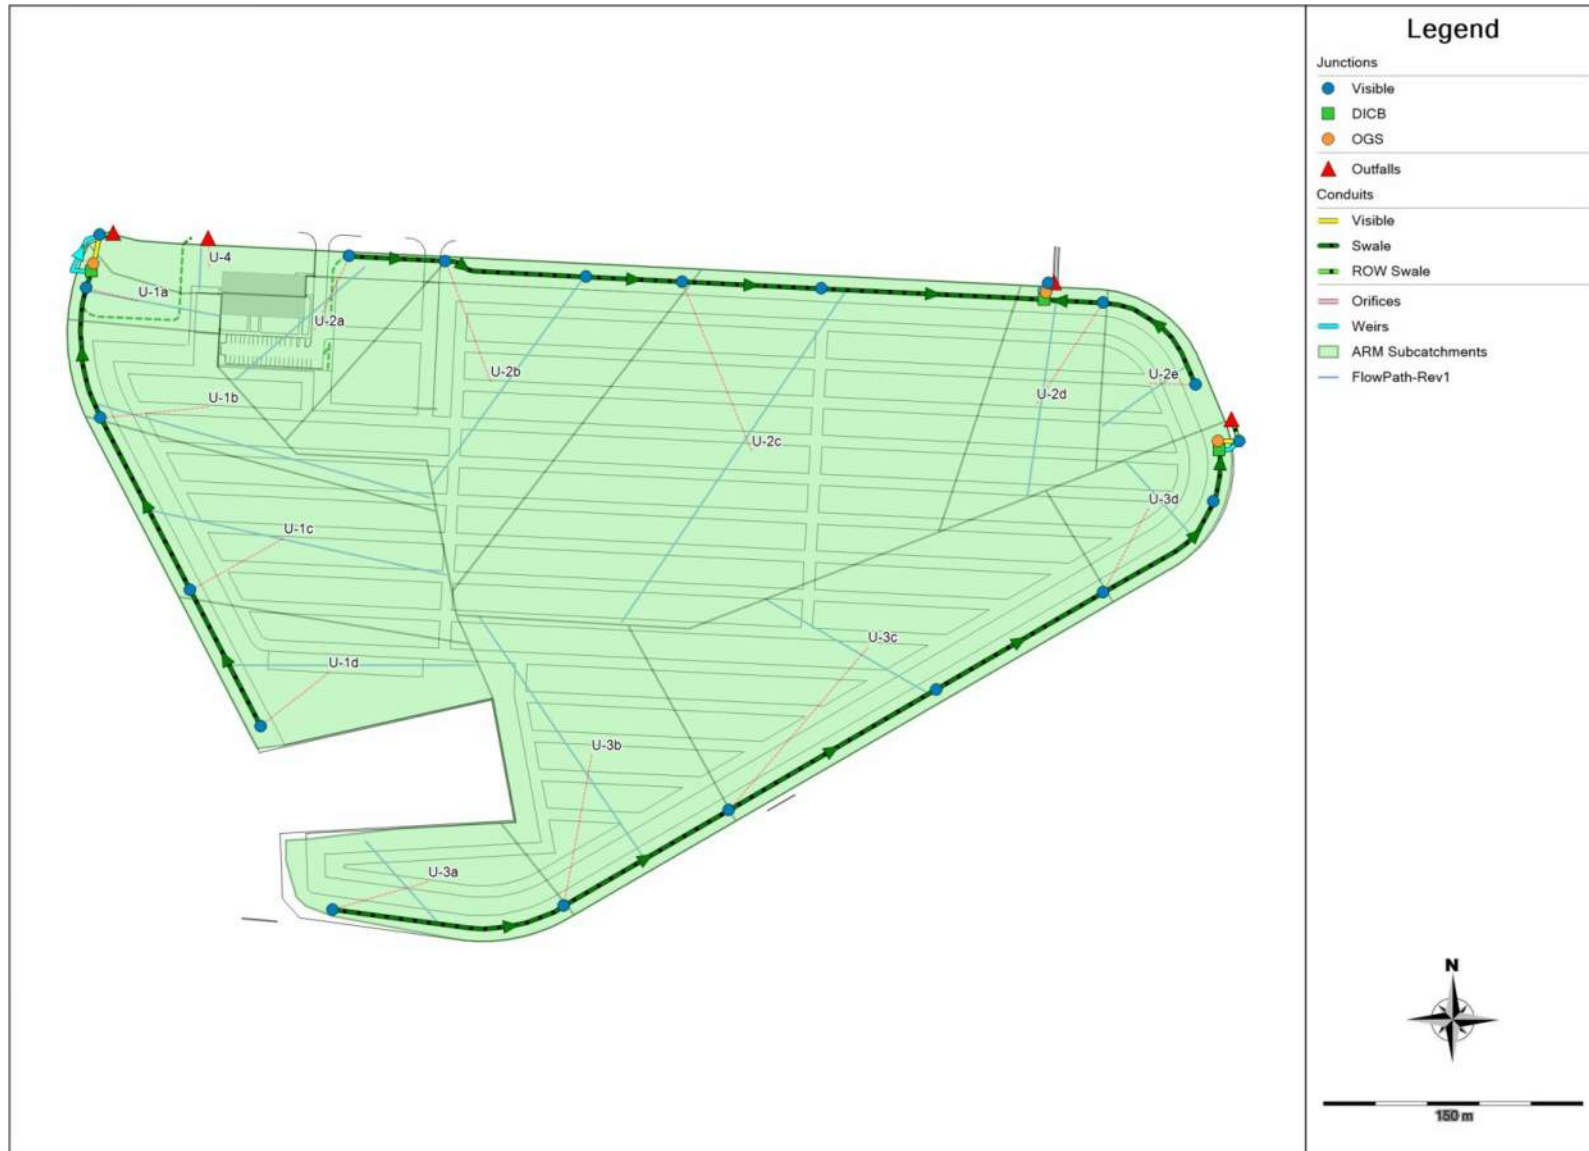 Legend
Junctions
Visible
DICB
OGS
Outfalls
Conduits
Visible
Swale
ROW Swale
Orifices
Weirs
ARM Subcatchments
FlowPath-Rev1
U-4
U-1a
U-2a
U-2b
U-2e
U-2d
U-1b
U-2c
U-3d
U-1c
U-3c
U-1d
U-3b
U-3a
N
150 m